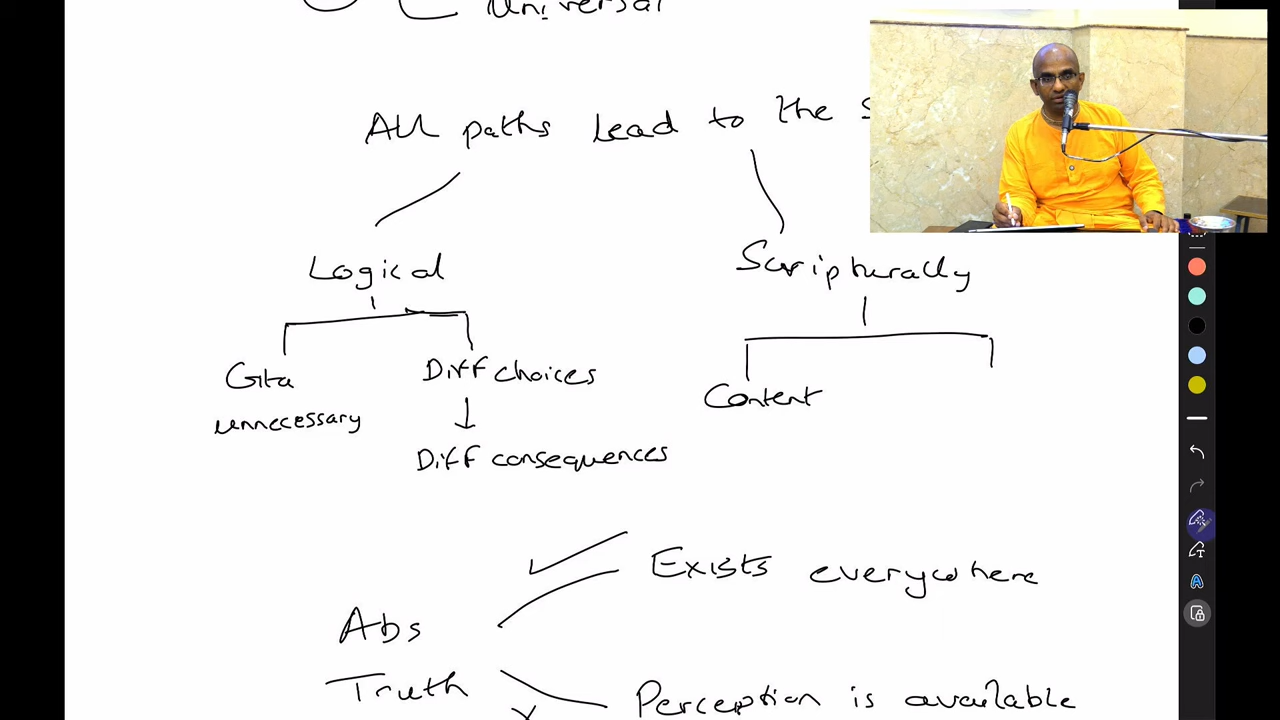 Universal
All paths lead to the S
Logical
Scripturally
Gita
unnecessary
Diff choices
Diff consequences
Content
Exists everywhere
Abs
Truth
Perception is available
T
A